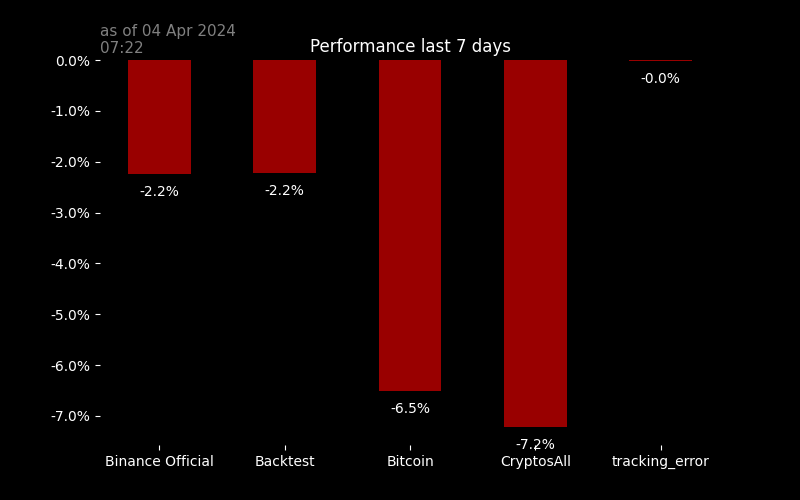 as of 04 Apr 2024
07:22
Performance last 7 days
0.0%
-1.0%
-2.0%
-3.0%
-4.0%
-5.0%
-6.0%
-7.0%
-2.2%
-2.2%
-6.5%
-7.2%
-0.0%
Binance Official
Backtest
Bitcoin
CryptosAll
tracking_error